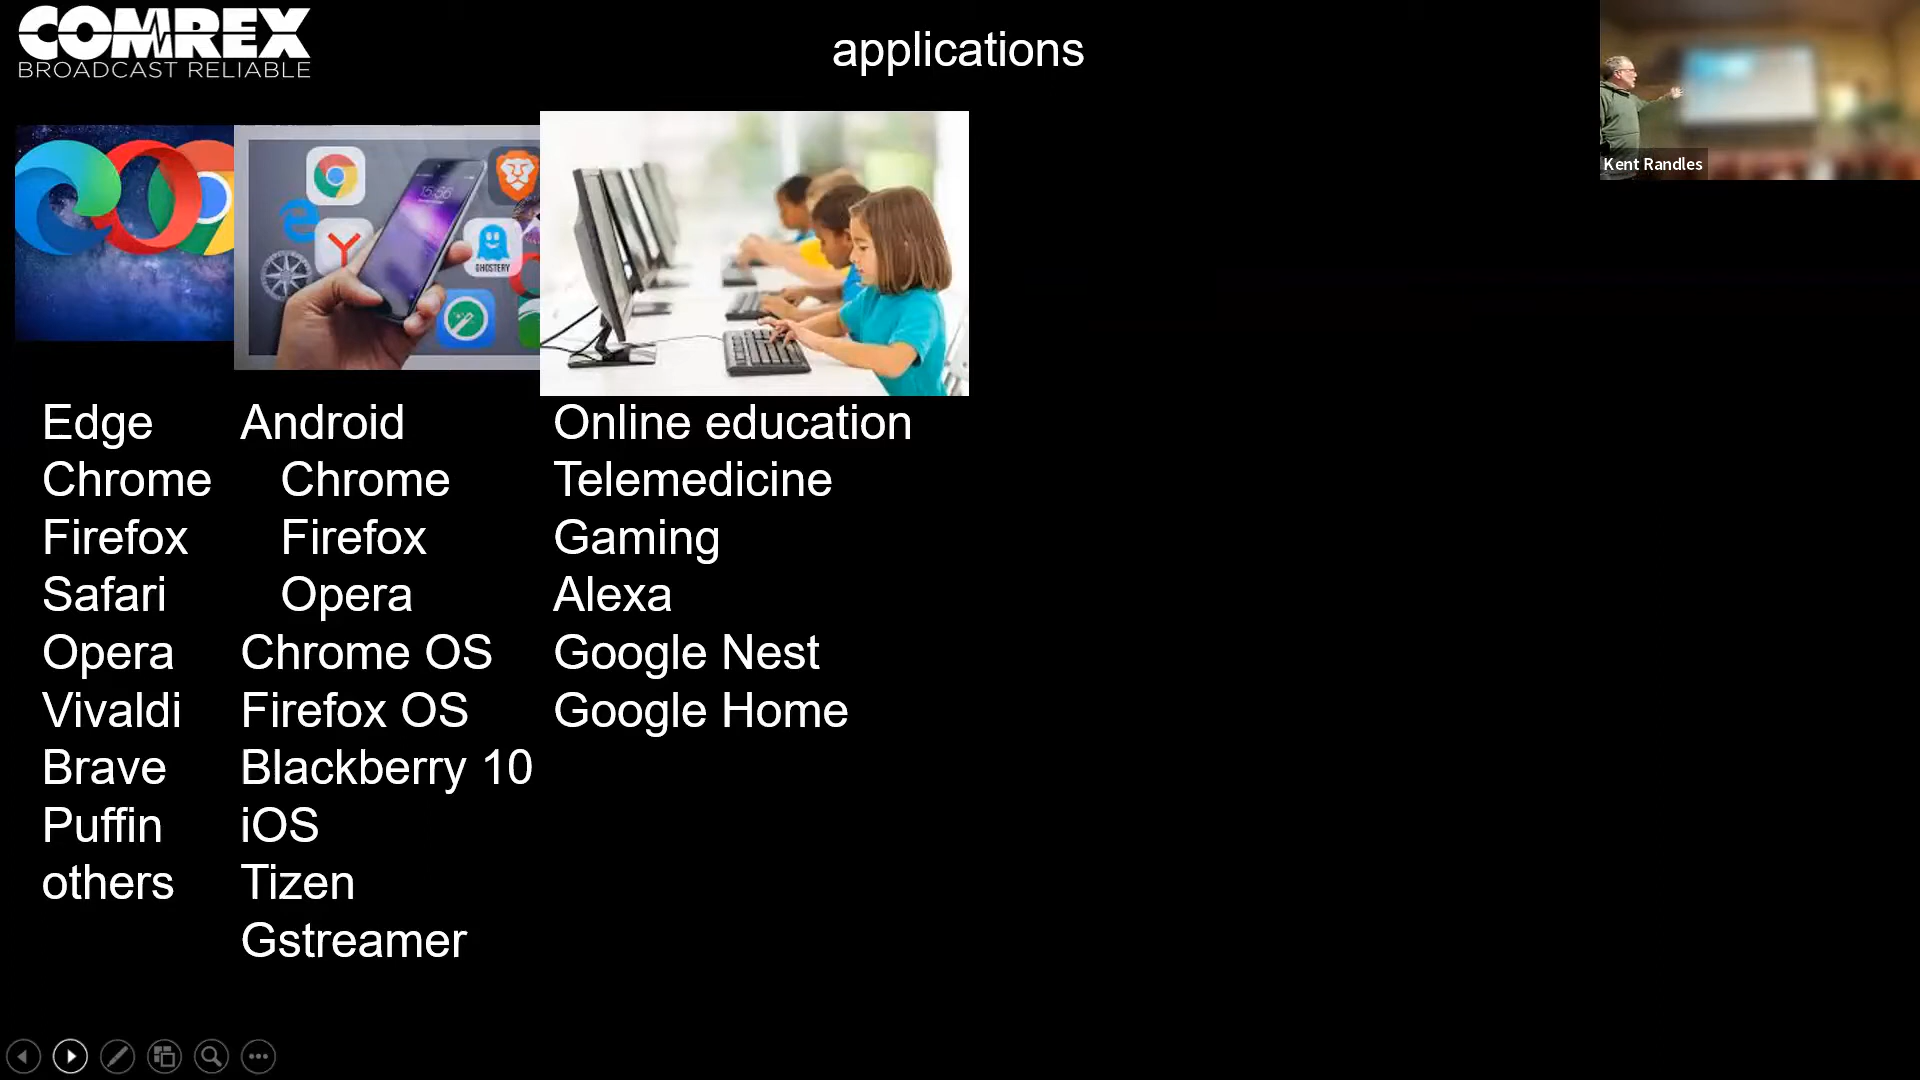 COMREX
BROADCAST RELIABLE
applications
Kent Randles
15:56
GHOSTERY
Edge
Chrome
Firefox
Safari
Opera
Vivaldi
Brave
Puffin
others
Android
Chrome
Firefox
Opera
Chrome OS
Firefox OS
Blackberry 10
iOS
Tizen
Gstreamer
Online education
Telemedicine
Gaming
Alexa
Google Nest
Google Home